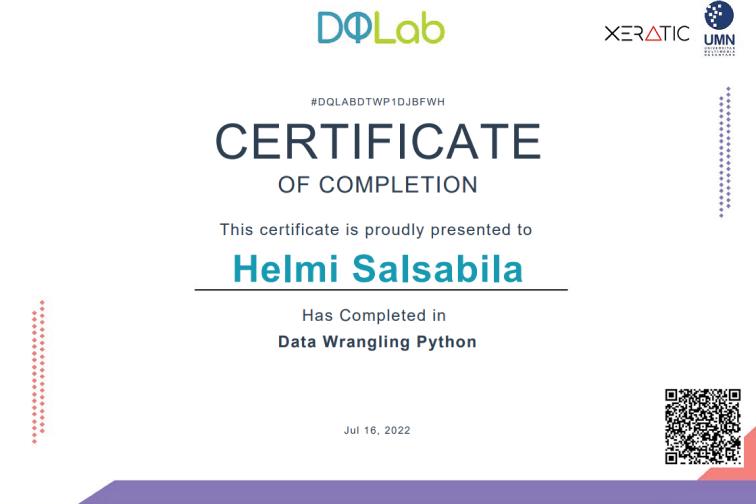 DQLab
XERATIC
UMN
UNIVERSITAS
MULTIMEDIA
NUSANTARA
#DQLABDTWP1DJBFWH
CERTIFICATE
OF COMPLETION
This certificate is proudly presented to
Helmi Salsabila
Has Completed in
Data Wrangling Python
Jul 16, 2022